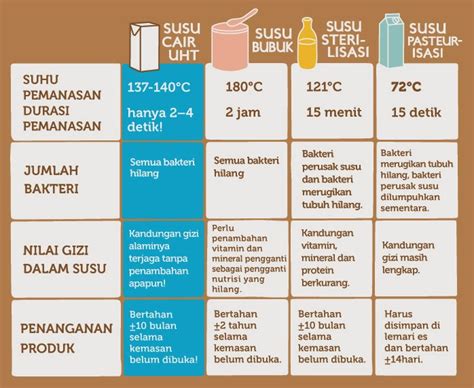 SUSU
CAIR
UHT
SUSU
BUBUK
SUSU
STERI-
LISASI
SUSU
PASTEUR-
ISASI
SUHU
PEMANASAN
DURASI
PEMANASAN
137-140°C
hanya 2–4
detik!
180°C
2 jam
121°C
15 menit
72°C
15 detik
JUMLAH
BAKTERI
Semua bakteri
hilang
Semua bakteri
hilang
Bakteri
perusak susu
dan bakteri
merugikan
tubuh hilang.
Bakteri
merugikan tubuh
hilang, bakteri
perusak susu
dilumpuhkan
sementara.
NILAI GIZI
DALAM SUSU
Kandungan gizi
alaminya
terjaga tanpa
penambahan
apapun!
Perlu
penambahan
vitamin dan
mineral pengganti
sebagai pengganti
nutrisi yang
hilang.
Kandungan
vitamin,
mineral dan
protein
berkurang.
Kandungan
gizi masih
lengkap.
PENANGANAN
PRODUK
Bertahan
±10 bulan
selama
kemasan
belum dibuka!
Bertahan
±2 tahun
selama
kemasan
belum dibuka.
Bertahan
±10 bulan
selama
kemasan
belum dibuka.
Harus
disimpan di
lemari es
dan bertahan
±14hari.